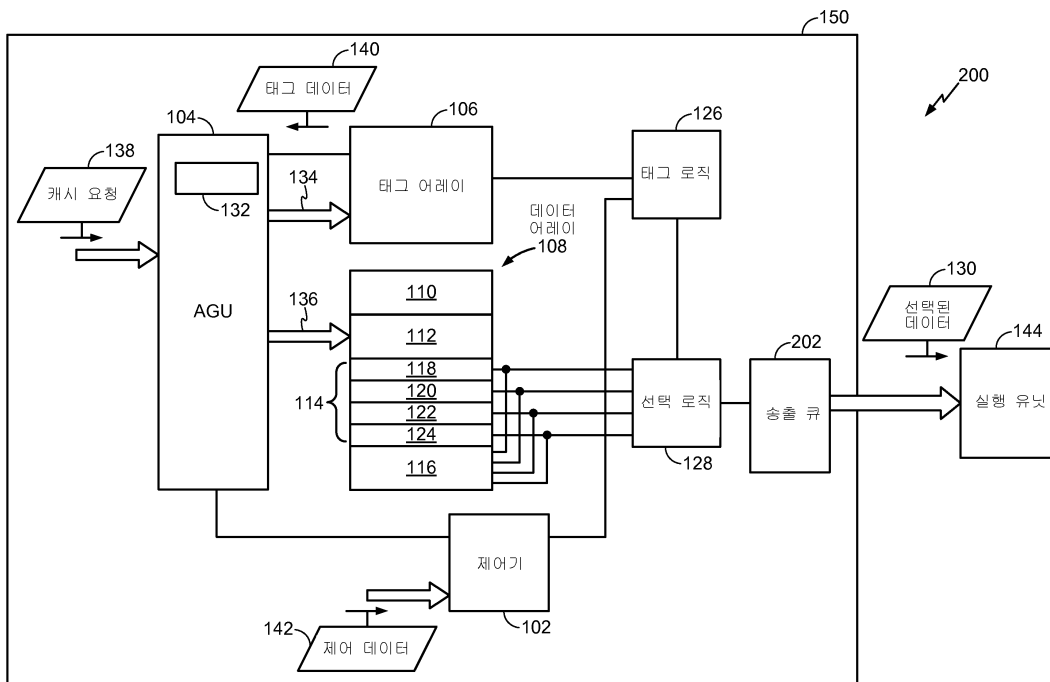 150
200
140
태그 데이터
104
106
126
138
캐시 요청
132
134
태그 어레이
태그 로직
데이터
어레이
108
AGU
136
110
112
114
118
120
122
124
116
선택 로직
128
202
송출 큐
130
선택된
데이터
144
실행 유닛
제어기
102
142
제어 데이터